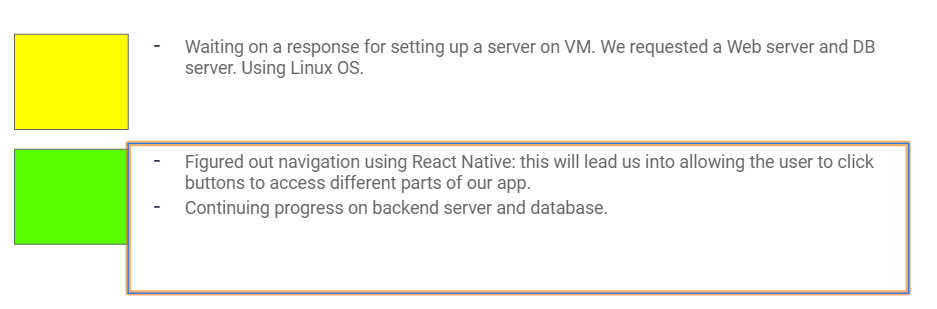 - Waiting on a response for setting up a server on VM. We requested a Web server and DB
server. Using Linux OS.
- Figured out navigation using React Native: this will lead us into allowing the user to click
buttons to access different parts of our app.
- Continuing progress on backend server and database.